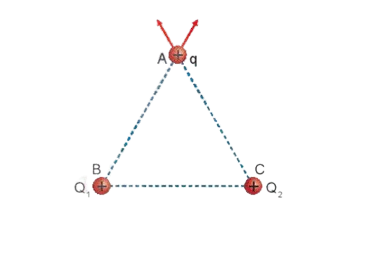 A + q
B C
Q₁ + + Q₂